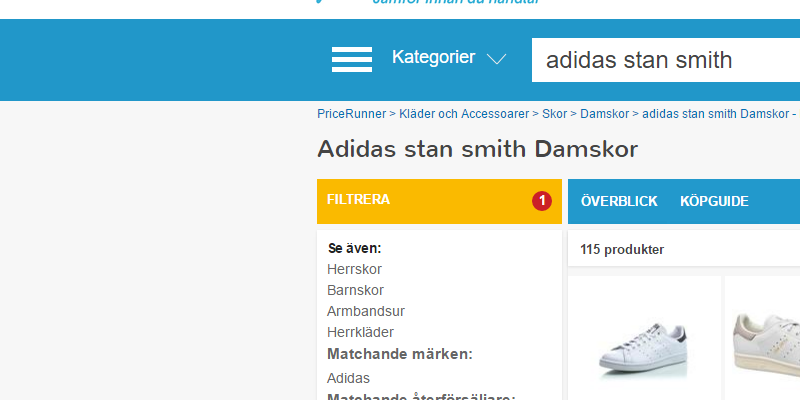 Jämför innan du handlar
Kategorier
adidas stan smith
PriceRunner > Kläder och Accessoarer > Skor > Damskor > adidas stan smith Damskor -
Adidas stan smith Damskor
FILTRERA 1
ÖVERBLICK KÖPGUIDE
Se även:
Herrskor
Barnskor
Armbandsur
Herrkläder
Matchande märken:
Adidas
Matchande återförsäljare:
115 produkter